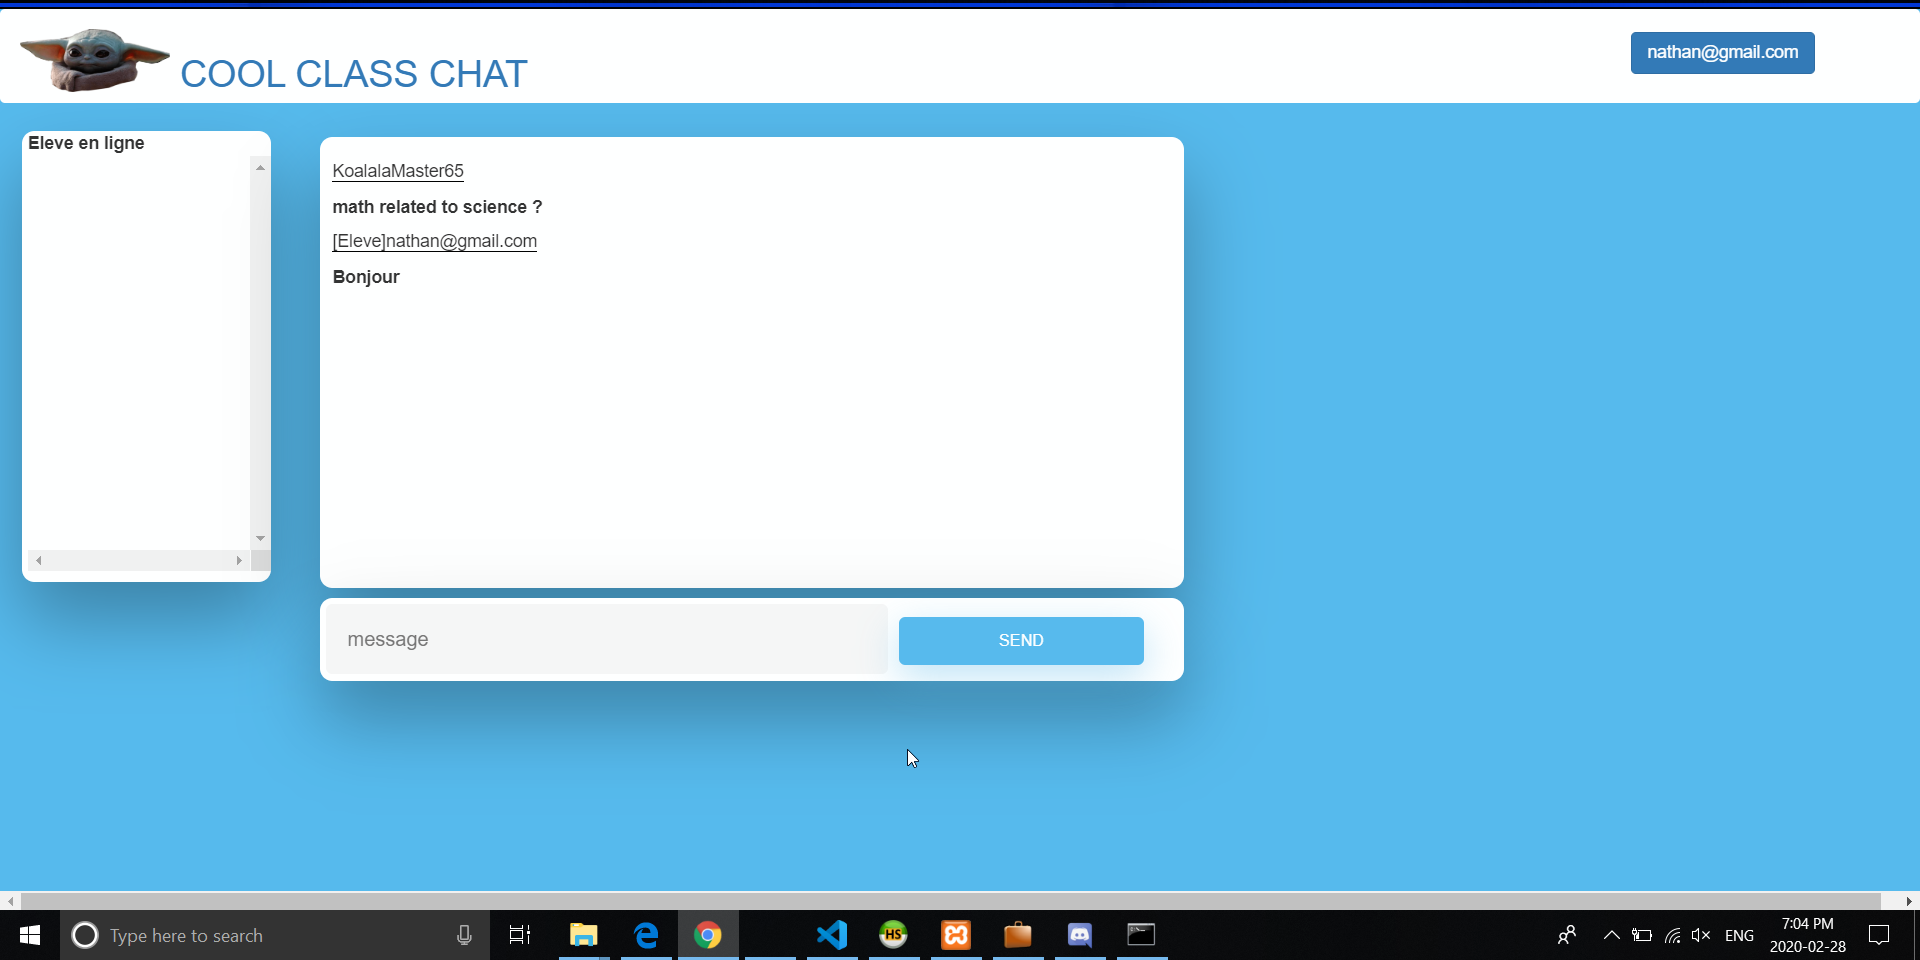 COOL CLASS CHAT
nathan@gmail.com
Eleve en ligne
KoalalaMaster65
math related to science ?
[Eleve]nathan@gmail.com
Bonjour
message
SEND
Type here to search
HS
ENG
7:04 PM
2020-02-28